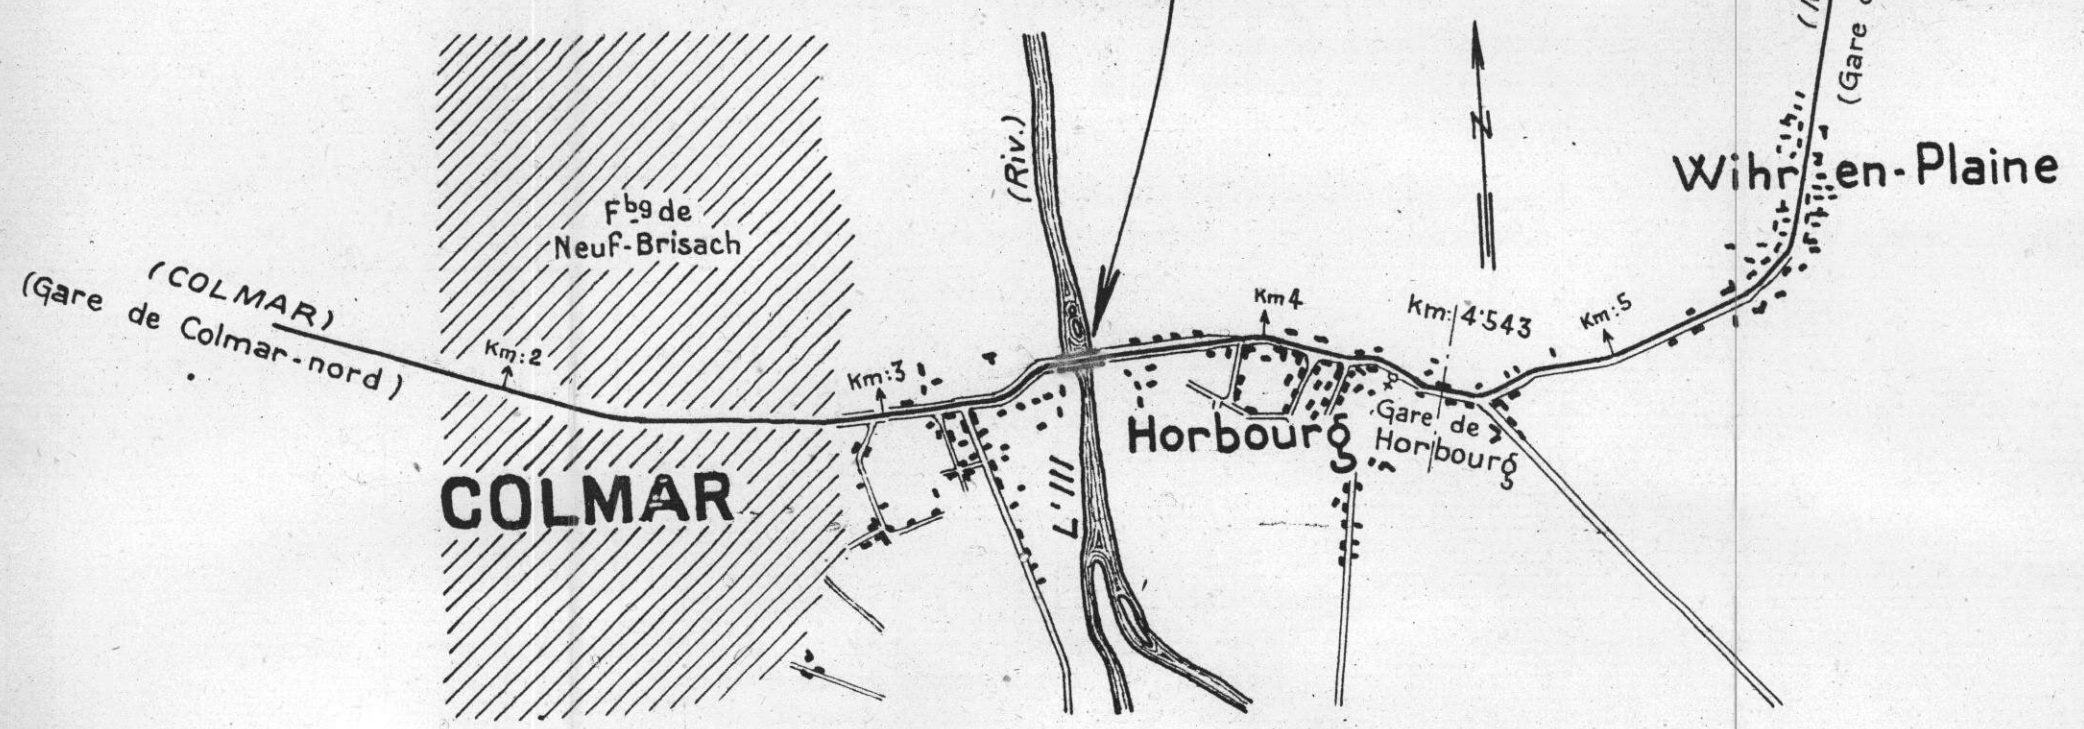 (COLMAR)
(Gare de Colmar-nord)
Fbg de
Neuf-Brisach
COLMAR
Km:2
Km:3
(Riv.)
L'Ill
Km 4
Horbourg
N
Km: 4˙543
Gare de
Horbourg
Km:5
Wihr-en-Plaine
(Gare